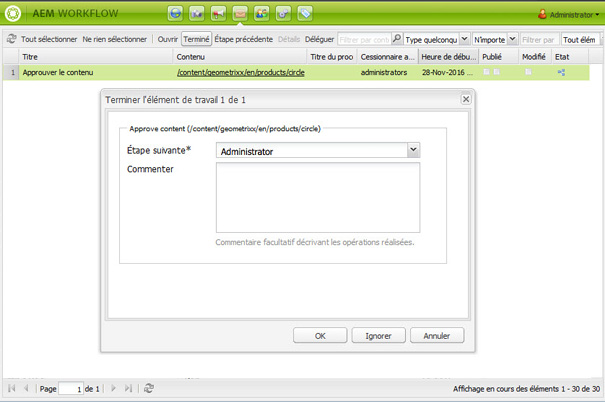 AEM WORKFLOW
Administrator
Tout sélectionner Ne rien sélectionner Ouvrir Terminé Étape précédente Détails Déléguer Filtrer par cont Type quelconqu N'importe Filtrer par Tout élém
Titre Contenu Titre du proc Cessionnaire a... Heure de débu... Publié Modifié Etat
1 Approuver le contenu /content/geometrixx/en/products/circle administrators 28-Nov-2016 ...
Terminer l'élément de travail 1 de 1
Approve content (/content/geometrixx/en/products/circle)
Étape suivante* Administrator
Commenter
Commentaire facultatif décrivant les opérations réalisées.
OK Ignorer Annuler
Page 1 de 1 Affichage en cours des éléments 1 - 30 de 30